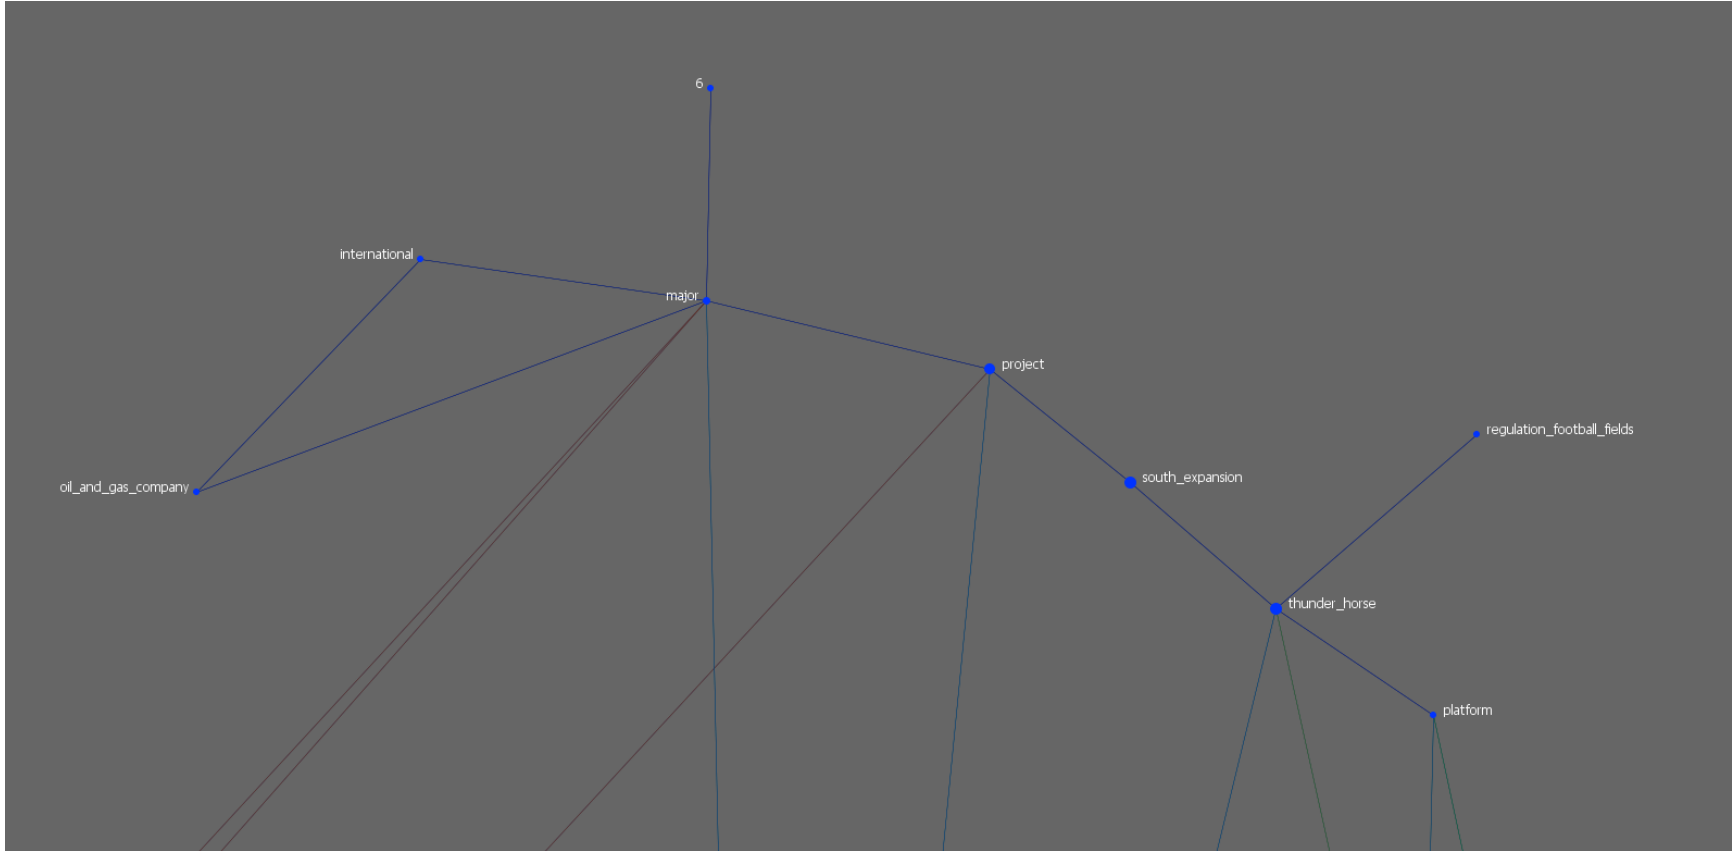 6
international
major
project
regulation_football_fields
south_expansion
oil_and_gas_company
thunder_horse
platform